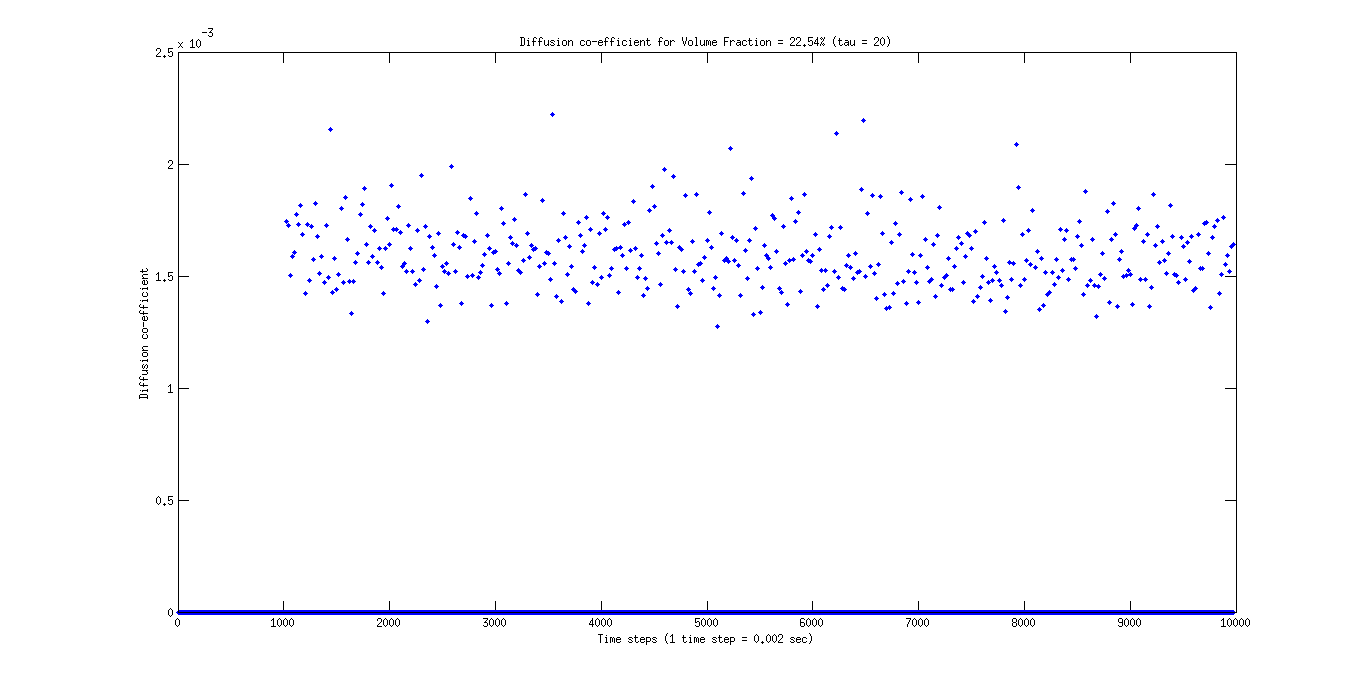 x 10^-3
Diffusion co-efficient for Volume Fraction = 22.54% (tau = 20)
2.5
2
1.5
1
0.5
0
Diffusion co-efficient
0 1000 2000 3000 4000 5000 6000 7000 8000 9000 10000
Time steps (1 time step = 0.002 sec)